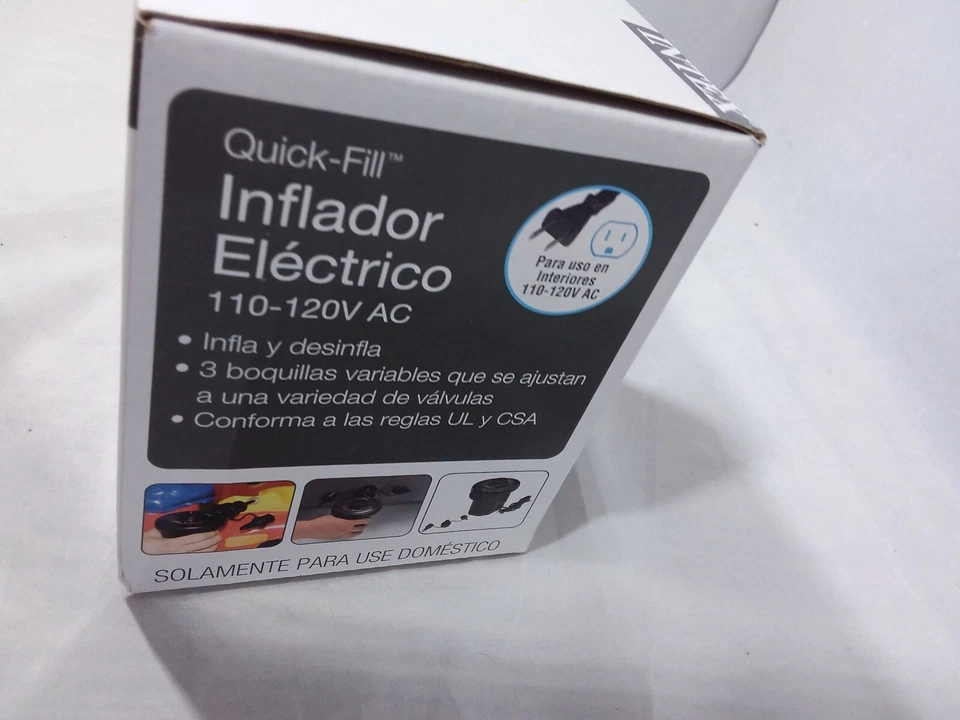 Quick-Fill™
Inflador
Eléctrico
110-120V AC
• Infla y desinfla
• 3 boquillas variables que se ajustan
a una variedad de válvulas
• Conforma a las reglas UL y CSA
Para uso en
Interiores
110-120V AC
SOLAMENTE PARA USE DOMÉSTICO